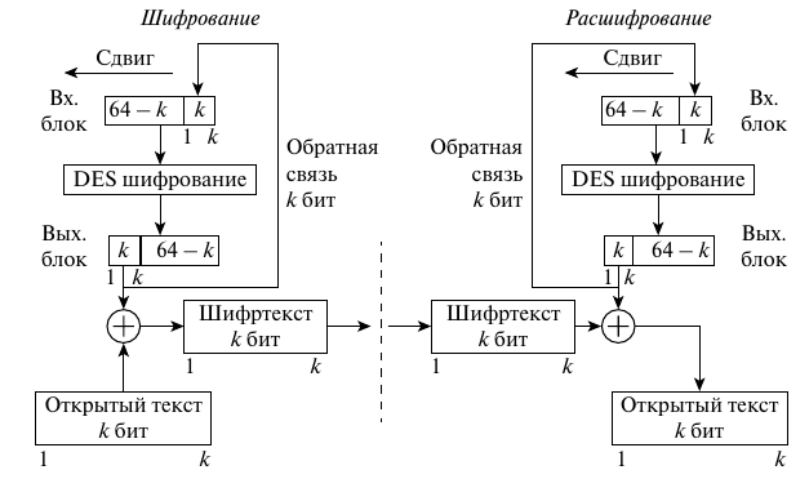 Шифрование
Расшифрование
Сдвиг
Сдвиг
Вх.
блок
64 – k k
1 k
64 – k k
1 k
Вх.
блок
Обратная
связь
k бит
Обратная
связь
k бит
DES шифрование
DES шифрование
Вых.
блок
k 64 – k
1 k
k 64 – k
1 k
Вых.
блок
Шифртекст
k бит
1 k
Шифртекст
k бит
1 k
Открытый текст
k бит
1 k
Открытый текст
k бит
1 k